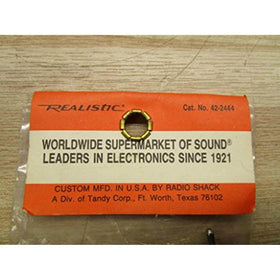 REALISTIC® Cat. No. 42-2444
WORLDWIDE SUPERMARKET OF SOUND®
LEADERS IN ELECTRONICS SINCE 1921
CUSTOM MFD. IN U.S.A. BY RADIO SHACK
A Div. of Tandy Corp., Ft. Worth, Texas 76102